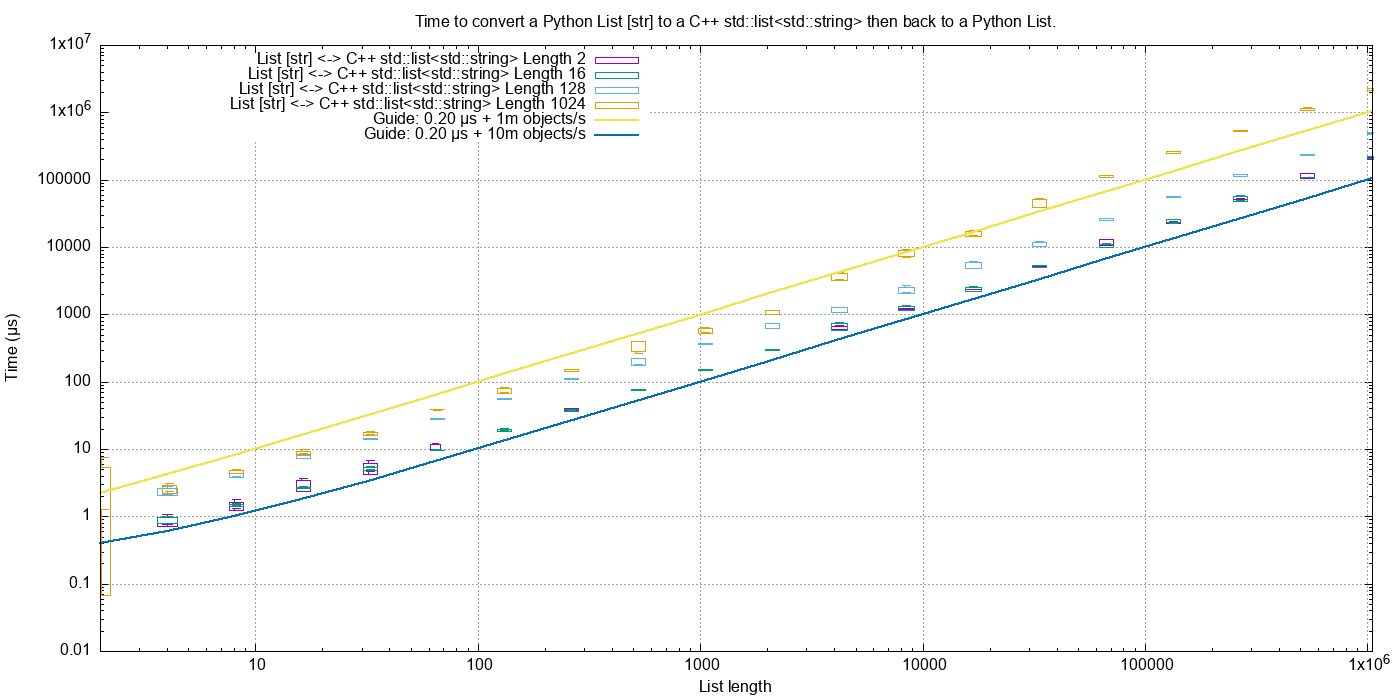 Time to convert a Python List [str] to a C++ std::list<std::string> then back to a Python List.
List [str] <-> C++ std::list<std::string> Length 2
List [str] <-> C++ std::list<std::string> Length 16
List [str] <-> C++ std::list<std::string> Length 128
List [str] <-> C++ std::list<std::string> Length 1024
Guide: 0.20 µs + 1m objects/s
Guide: 0.20 µs + 10m objects/s
1x10⁷
1x10⁶
100000
10000
1000
100
10
1
0.1
0.01
Time (µs)
10 100 1000 10000 100000 1x10⁶
List length